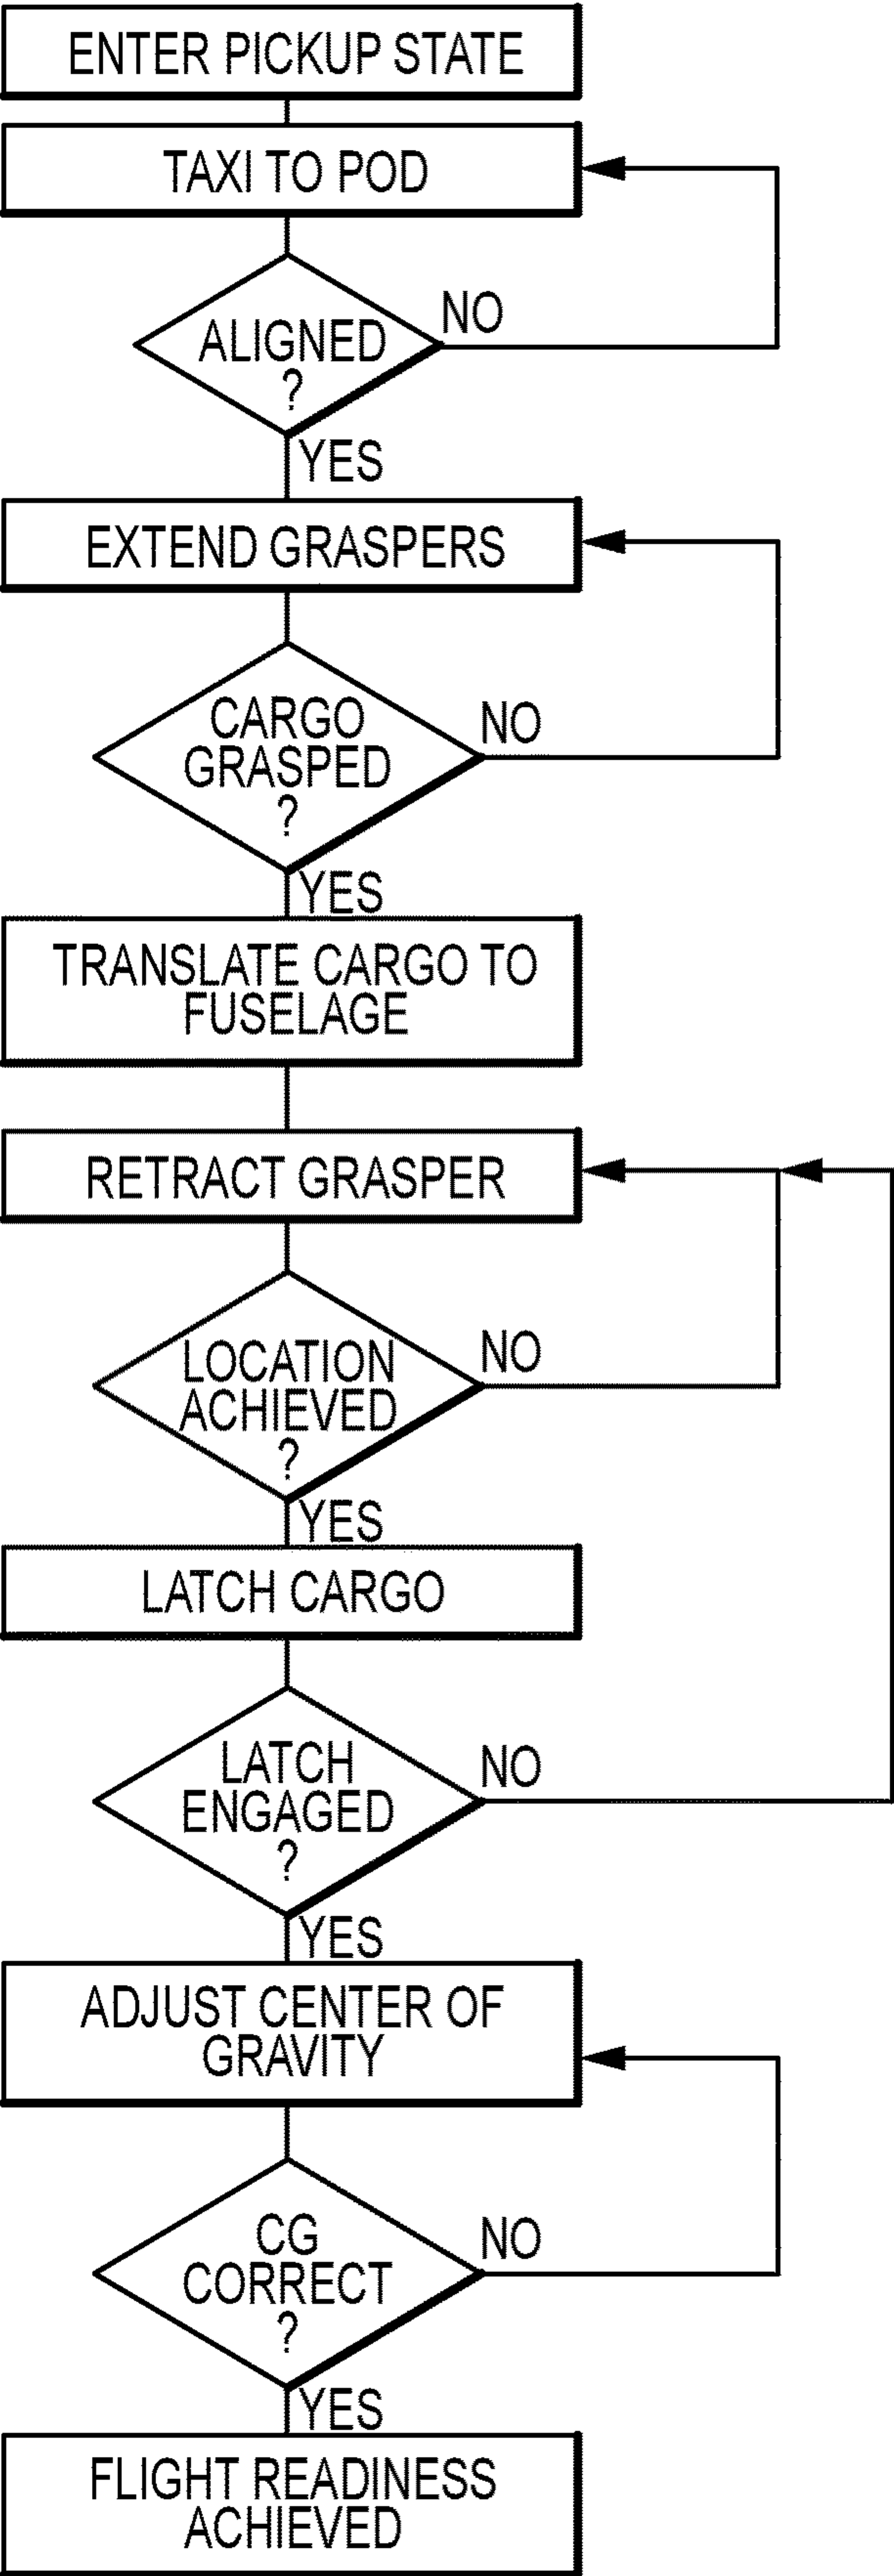 ENTER PICKUP STATE
TAXI TO POD
ALIGNED
?
NO
YES
EXTEND GRASPERS
CARGO
GRASPED
?
NO
YES
TRANSLATE CARGO TO
FUSELAGE
RETRACT GRASPER
LOCATION
ACHIEVED
?
NO
YES
LATCH CARGO
LATCH
ENGAGED
?
NO
YES
ADJUST CENTER OF
GRAVITY
CG
CORRECT
?
NO
YES
FLIGHT READINESS
ACHIEVED